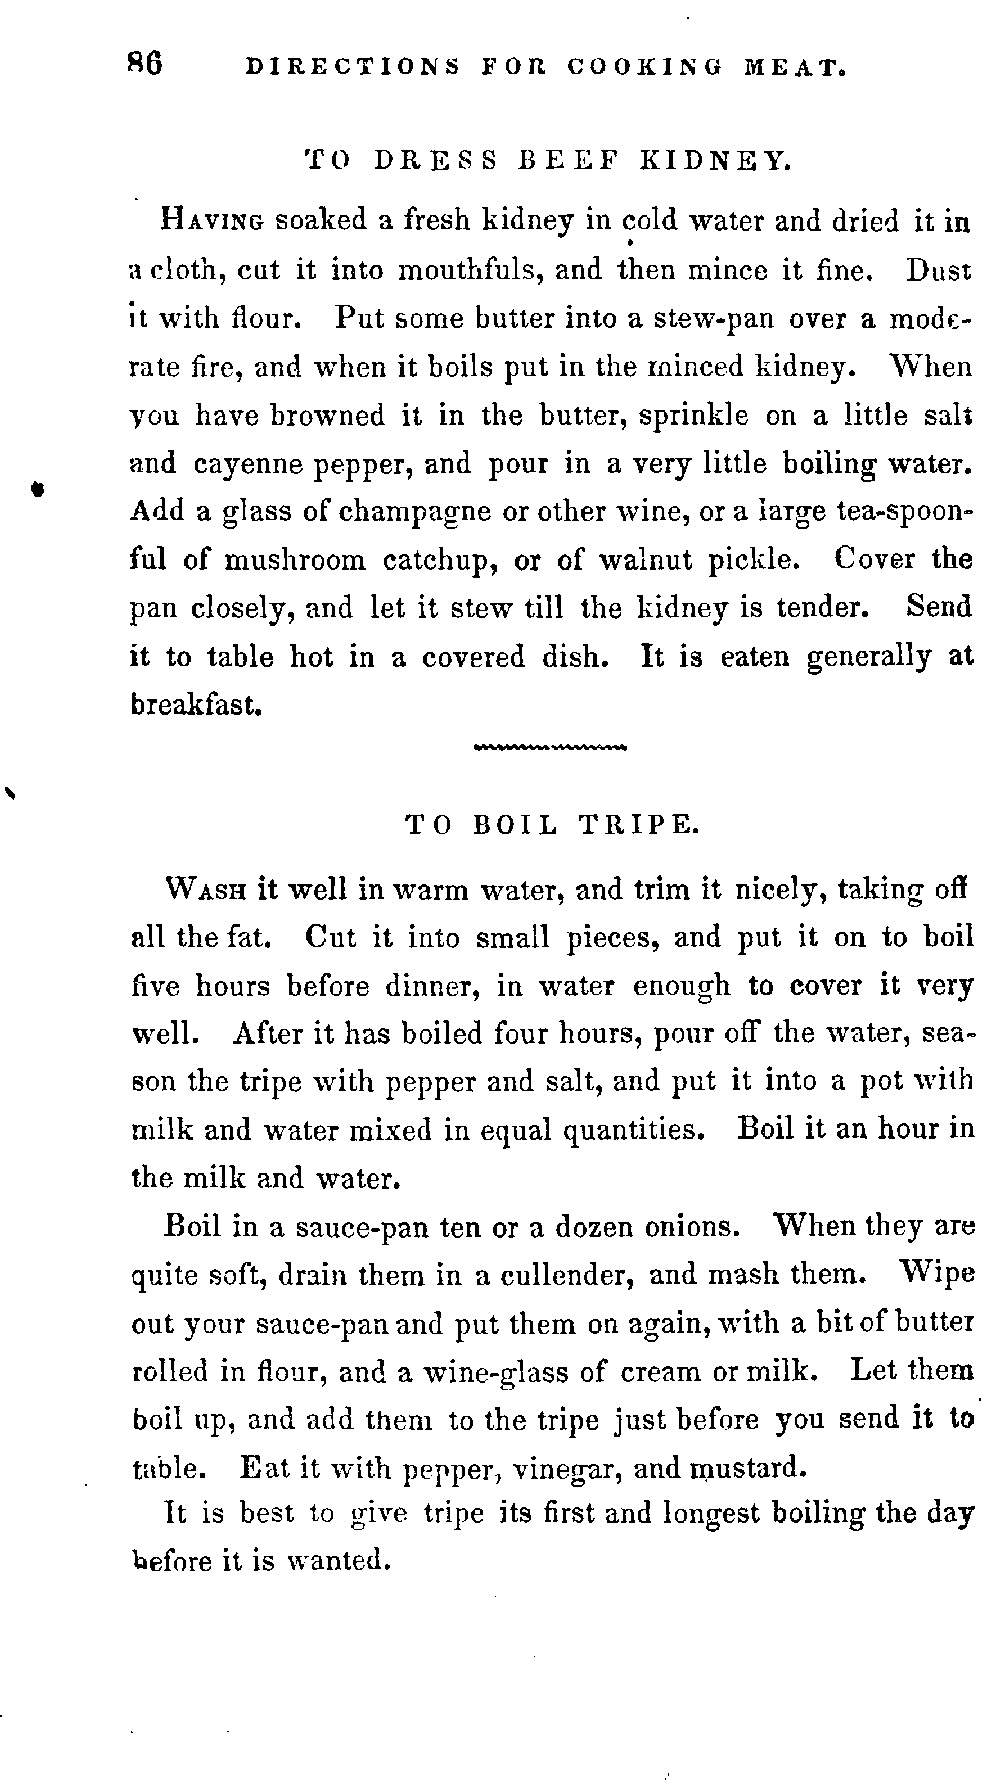 86 DIRECTIONS FOR COOKING MEAT.
TO DRESS BEEF KIDNEY.
HAVING soaked a fresh kidney in cold water and dried it in
a cloth, cut it into mouthfuls, and then mince it fine. Dust
it with flour. Put some butter into a stew-pan over a mode-
rate fire, and when it boils put in the minced kidney. When
you have browned it in the butter, sprinkle on a little salt
and cayenne pepper, and pour in a very little boiling water.
Add a glass of champagne or other wine, or a large tea-spoon-
ful of mushroom catchup, or of walnut pickle. Cover the
pan closely, and let it stew till the kidney is tender. Send
it to table hot in a covered dish. It is eaten generally at
breakfast.
TO BOIL TRIPE.
WASH it well in warm water, and trim it nicely, taking off
all the fat. Cut it into small pieces, and put it on to boil
five hours before dinner, in water enough to cover it very
well. After it has boiled four hours, pour off the water, sea-
son the tripe with pepper and salt, and put it into a pot with
milk and water mixed in equal quantities. Boil it an hour in
the milk and water.
Boil in a sauce-pan ten or a dozen onions. When they are
quite soft, drain them in a cullender, and mash them. Wipe
out your sauce-pan and put them on again, with a bit of butter
rolled in flour, and a wine-glass of cream or milk. Let them
boil up, and add them to the tripe just before you send it to
table. Eat it with pepper, vinegar, and mustard.
It is best to give tripe its first and longest boiling the day
before it is wanted.